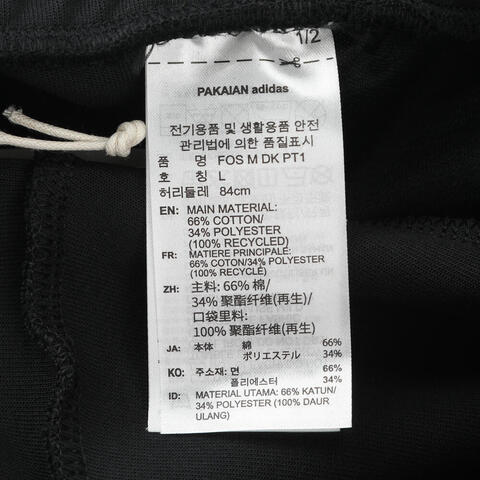 1/2
PAKAIAN adidas
전기용품 및 생활용품 안전
관리법에 의한 품질표시
품 명 FOS M DK PT1
호 칭 L
허리둘레 84cm
EN: MAIN MATERIAL:
66% COTTON/
34% POLYESTER
(100% RECYCLED)
FR: MATIERE PRINCIPALE:
66% COTON/34% POLYESTER
(100% RECYCLÉ)
ZH: 主料: 66% 棉/
34% 聚酯纤维(再生)/
口袋里料:
100% 聚酯纤维(再生)
JA: 本体 綿 66%
ポリエステル 34%
KO: 주소재: 면 66%
폴리에스터 34%
ID: MATERIAL UTAMA: 66% KATUN/
34% POLYESTER (100% DAUR
ULANG)